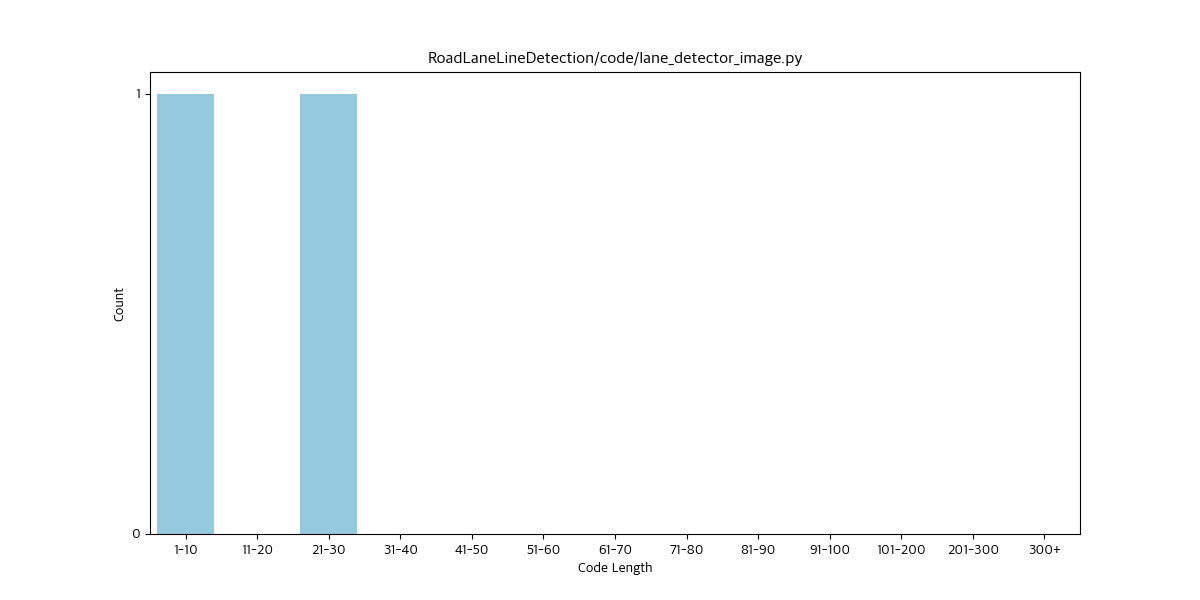 RoadLaneLineDetection/code/lane_detector_image.py
1
Count
0
1-10 11-20 21-30 31-40 41-50 51-60 61-70 71-80 81-90 91-100 101-200 201-300 300+
Code Length